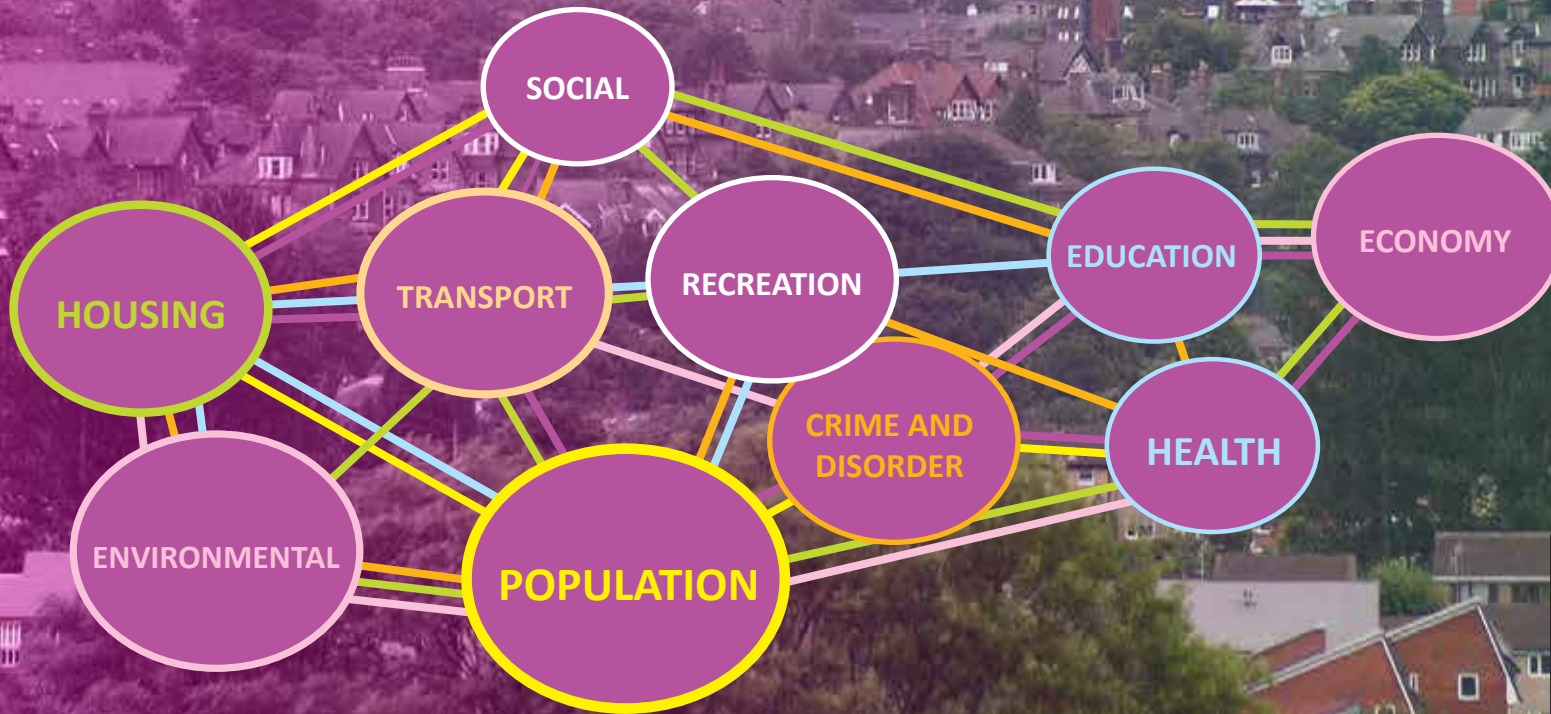 SOCIAL
HOUSING
TRANSPORT
RECREATION
EDUCATION
ECONOMY
CRIME AND
DISORDER
HEALTH
ENVIRONMENTAL
POPULATION